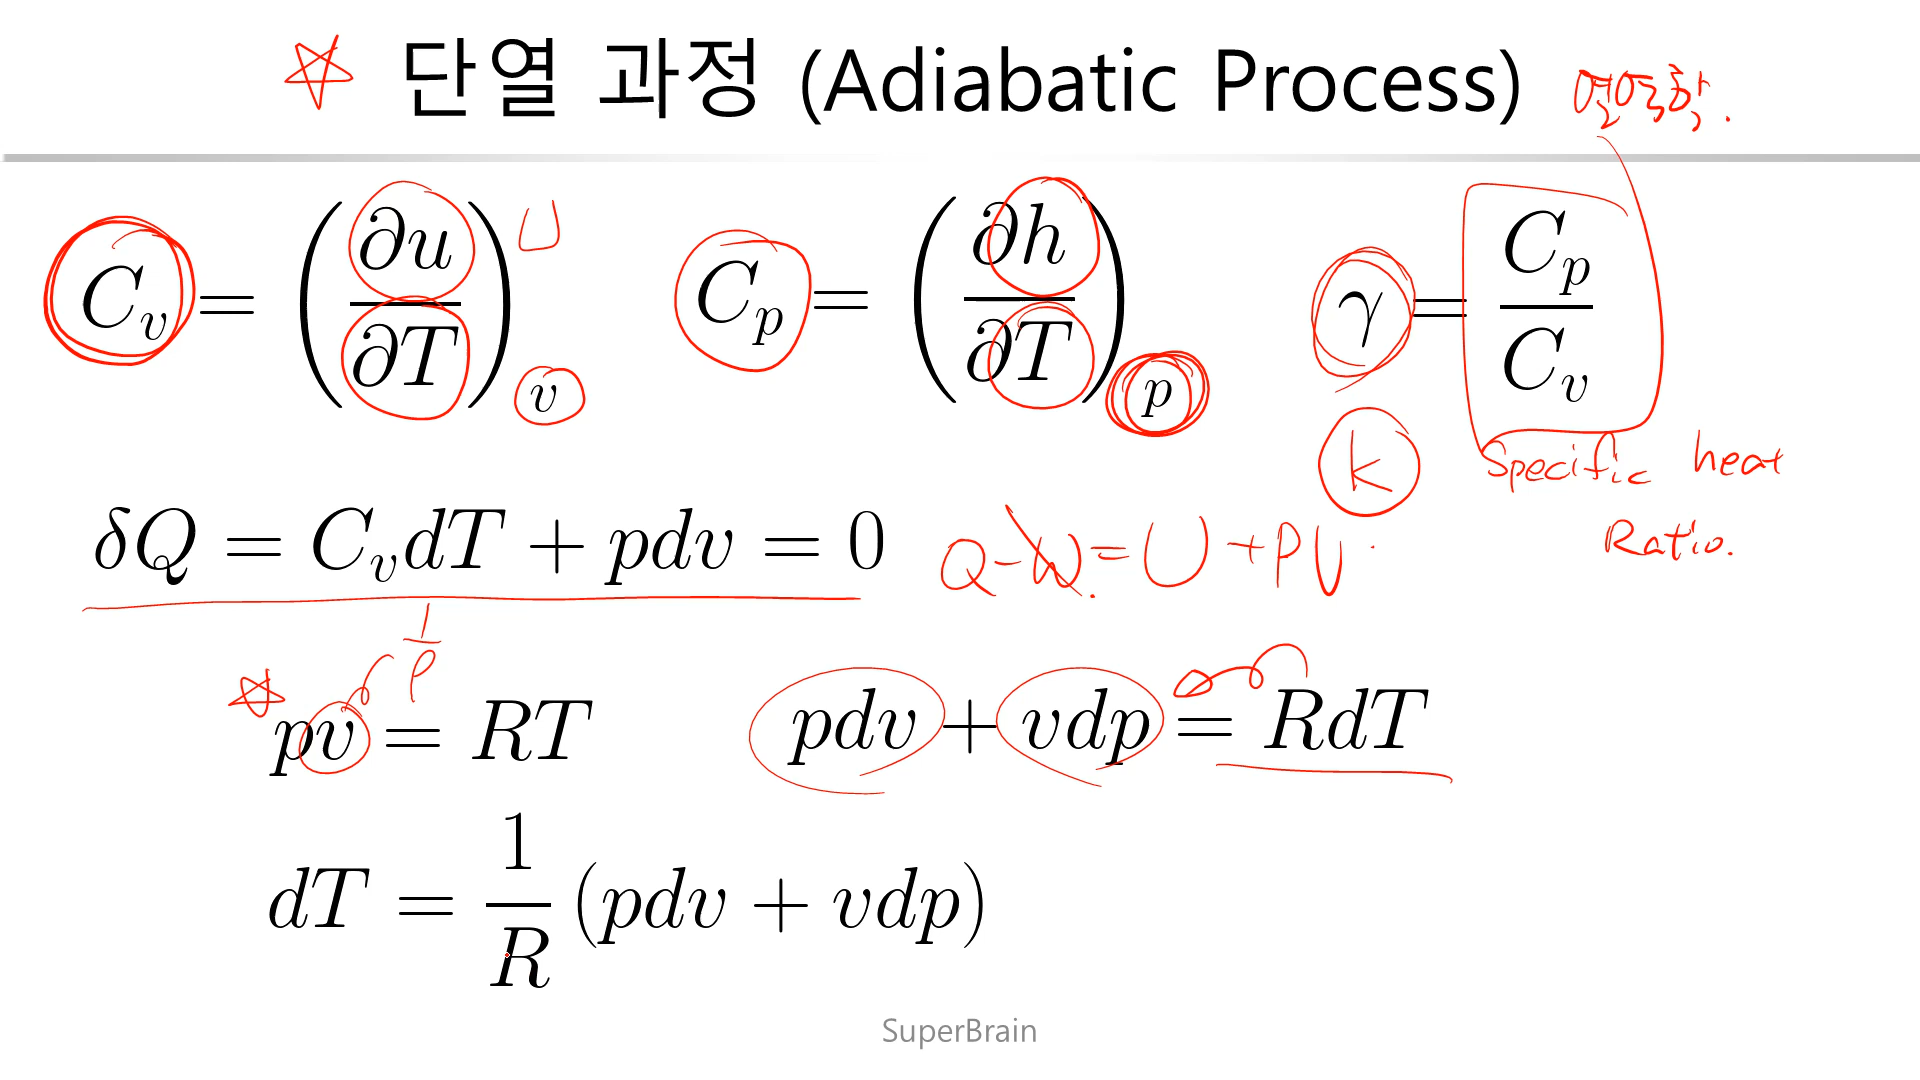 단열 과정 (Adiabatic Process) 열역학.
C_v = (∂u/∂T)_v U C_p = (∂h/∂T)_p γ = C_p/C_v
k Specific heat
Ratio.
δQ = C_v dT + pdv = 0 Q - W. = U + PV
1/ρ
pv = RT pdv + vdp = RdT
dT = 1/R (pdv + vdp)
SuperBrain